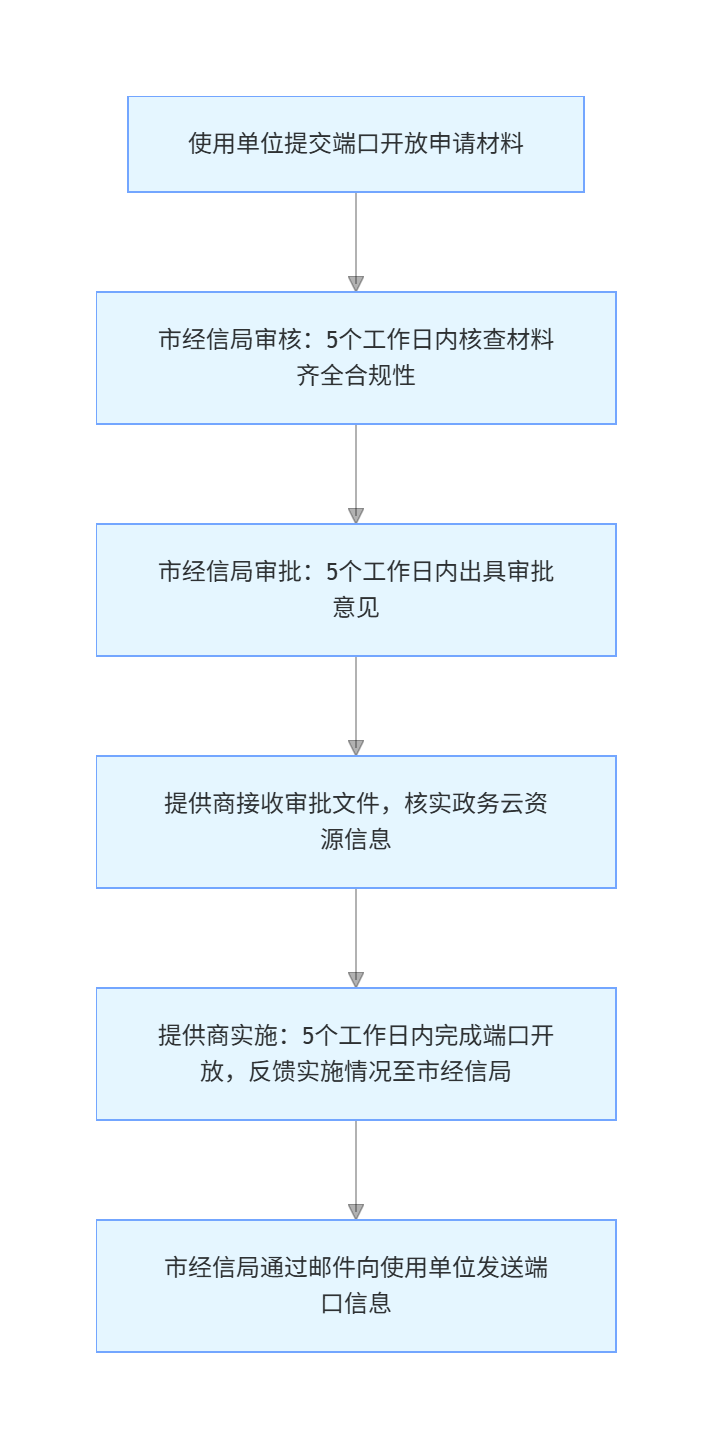 使用单位提交端口开放申请材料
市经信局审核：5个工作日内核查材料
齐全合规性
市经信局审批：5个工作日内出具审批
意见
提供商接收审批文件，核实政务云资
源信息
提供商实施：5个工作日内完成端口开
放，反馈实施情况至市经信局
市经信局通过邮件向使用单位发送端
口信息